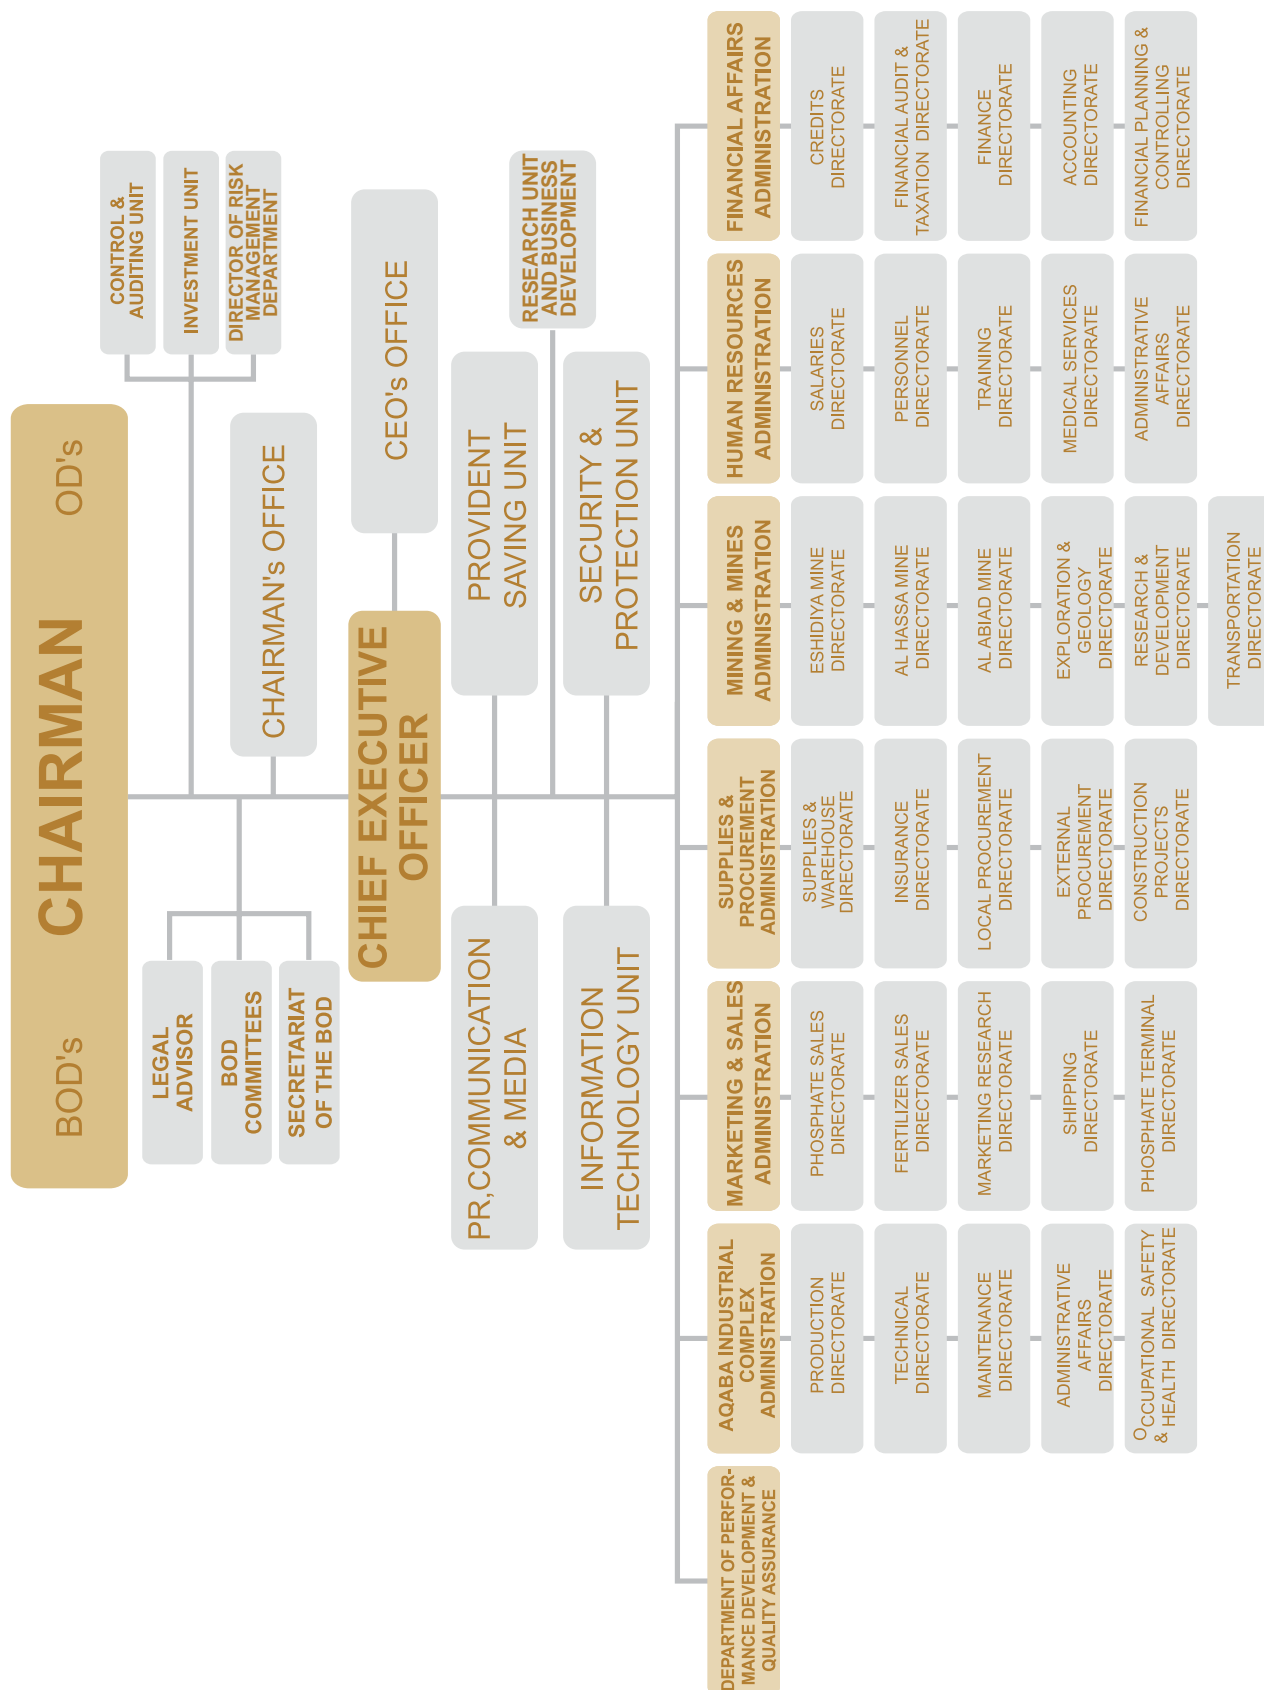 BOD's
CHAIRMAN
OD's
LEGAL
ADVISOR
BOD
COMMITTEES
SECRETARIAT
OF THE BOD
CONTROL &
AUDITING UNIT
INVESTMENT UNIT
DIRECTOR OF RISK
MANAGEMENT
DEPARTMENT
CHAIRMAN's OFFICE
CHIEF EXECUTIVE
OFFICER
CEO's OFFICE
PR,COMMUNICATION
& MEDIA
PROVIDENT
SAVING UNIT
RESEARCH UNIT
AND BUSINESS
DEVELOPMENT
INFORMATION
TECHNOLOGY UNIT
SECURITY &
PROTECTION UNIT
DEPARTMENT OF PERFOR-
MANCE DEVELOPMENT &
QUALITY ASSURANCE
AQABA INDUSTRIAL
COMPLEX
ADMINISTRATION
PRODUCTION
DIRECTORATE
TECHNICAL
DIRECTORATE
MAINTENANCE
DIRECTORATE
ADMINISTRATIVE
AFFAIRS
DIRECTORATE
OCCUPATIONAL SAFETY
& HEALTH DIRECTORATE
MARKETING & SALES
ADMINISTRATION
PHOSPHATE SALES
DIRECTORATE
FERTILIZER SALES
DIRECTORATE
MARKETING RESEARCH
DIRECTORATE
SHIPPING
DIRECTORATE
PHOSPHATE TERMINAL
DIRECTORATE
SUPPLIES &
PROCUREMENT
ADMINISTRATION
SUPPLIES &
WAREHOUSE
DIRECTORATE
INSURANCE
DIRECTORATE
LOCAL PROCUREMENT
DIRECTORATE
EXTERNAL
PROCUREMENT
DIRECTORATE
CONSTRUCTION
PROJECTS
DIRECTORATE
MINING & MINES
ADMINISTRATION
ESHIDIYA MINE
DIRECTORATE
AL HASSA MINE
DIRECTORATE
AL ABIAD MINE
DIRECTORATE
EXPLORATION &
GEOLOGY
DIRECTORATE
RESEARCH &
DEVELOPMENT
DIRECTORATE
TRANSPORTATION
DIRECTORATE
HUMAN RESOURCES
ADMINISTRATION
SALARIES
DIRECTORATE
PERSONNEL
DIRECTORATE
TRAINING
DIRECTORATE
MEDICAL SERVICES
DIRECTORATE
ADMINISTRATIVE
AFFAIRS
DIRECTORATE
FINANCIAL AFFAIRS
ADMINISTRATION
CREDITS
DIRECTORATE
FINANCIAL AUDIT &
TAXATION DIRECTORATE
FINANCE
DIRECTORATE
ACCOUNTING
DIRECTORATE
FINANCIAL PLANNING &
CONTROLLING
DIRECTORATE